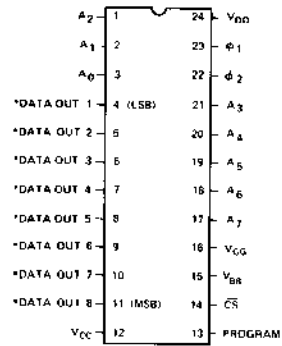 A2 1 24 VDD
A1 2 23 φ1
A0 3 22 φ2
*DATA OUT 1 4 (LSB) 21 A3
*DATA OUT 2 5 20 A4
*DATA OUT 3 6 19 A5
*DATA OUT 4 7 18 A6
*DATA OUT 5 8 17 A7
*DATA OUT 6 9 16 VGG
*DATA OUT 7 10 15 VBB
*DATA OUT 8 11 (MSB) 14 C̅S̅
VCC 12 13 PROGRAM